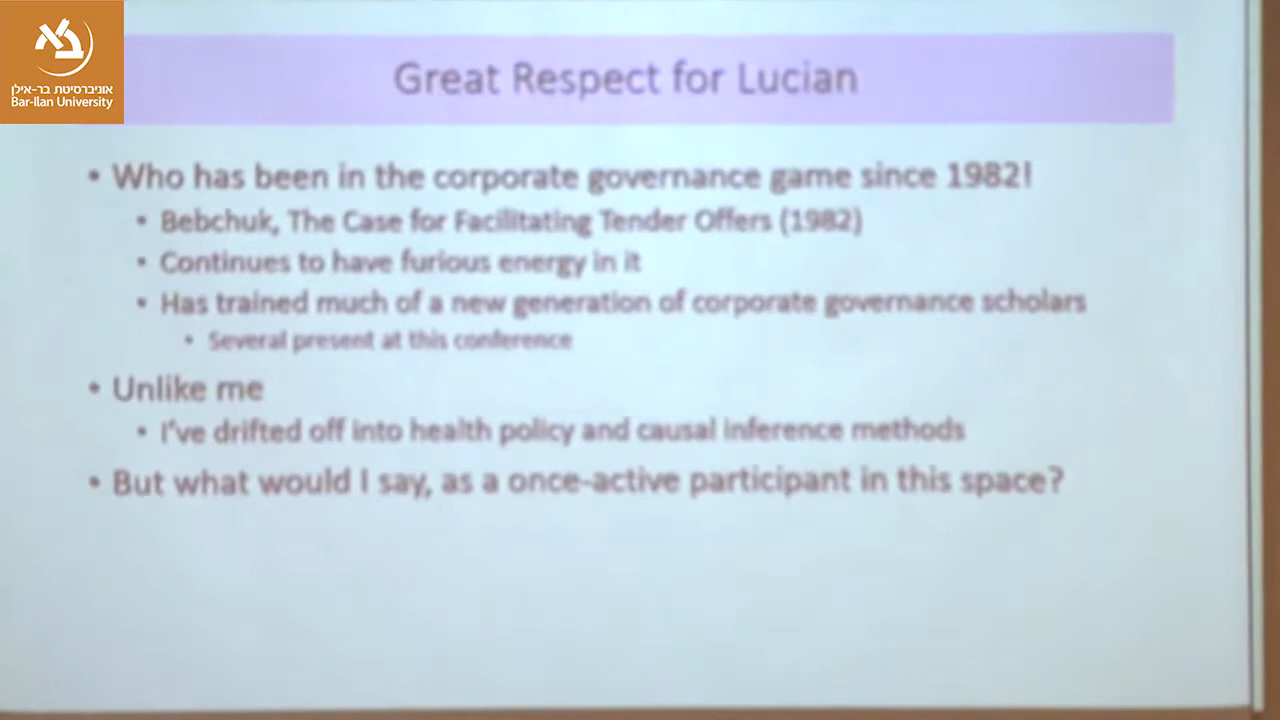 אוניברסיטת בר-אילן
Bar-Ilan University
Great Respect for Lucian
• Who has been in the corporate governance game since 1982!
• Bebchuk, The Case for Facilitating Tender Offers (1982)
• Continues to have furious energy in it
• Has trained much of a new generation of corporate governance scholars
• Several present at this conference
• Unlike me
• I've drifted off into health policy and causal inference methods
• But what would I say, as a once-active participant in this space?